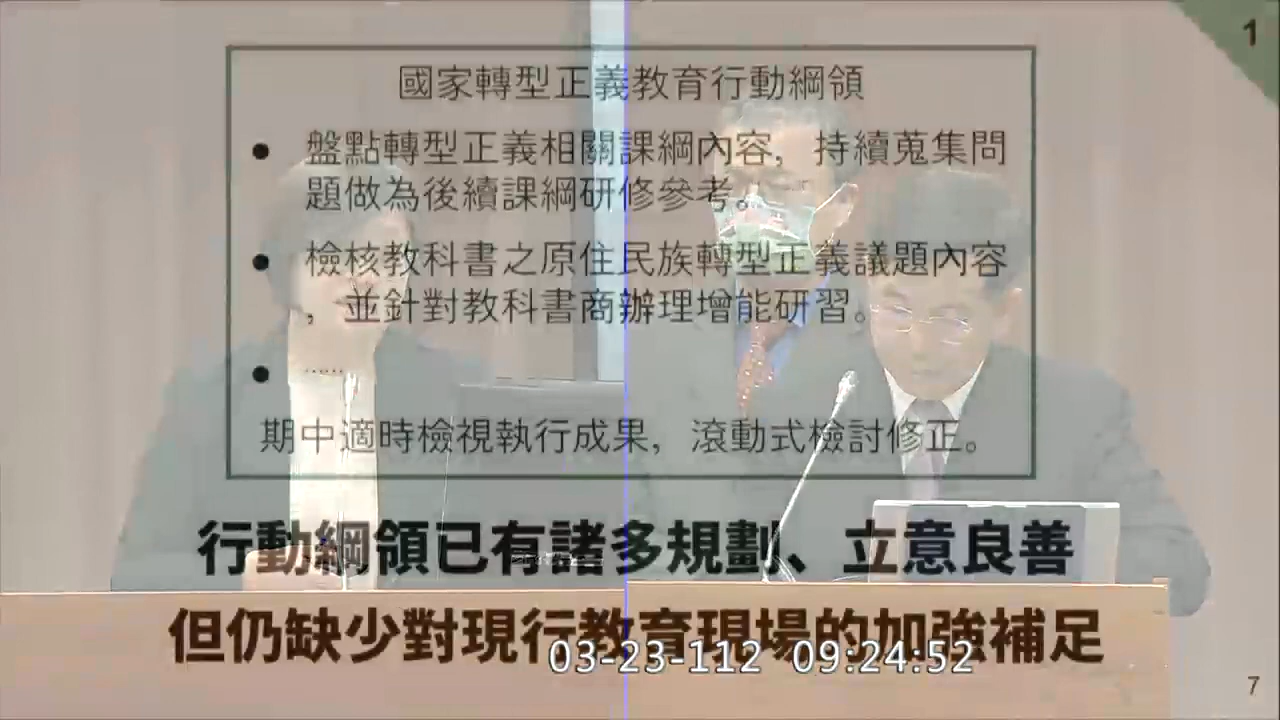 1
國家轉型正義教育行動綱領
● 盤點轉型正義相關課綱內容，持續蒐集問
題做為後續課綱研修參考。
● 檢核教科書之原住民族轉型正義議題內容
，並針對教科書商辦理增能研習。
● ......
期中適時檢視執行成果，滾動式檢討修正。
行動綱領已有諸多規劃、立意良善
但仍缺少對現行教育現場的加強補足
03-23-112 09:24:52
7